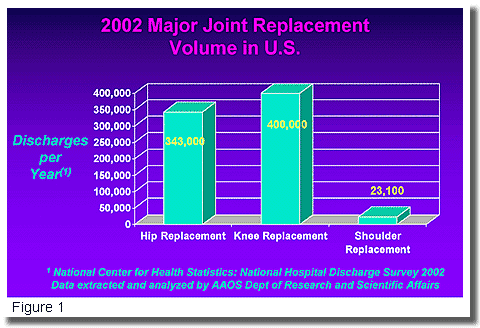 2002 Major Joint Replacement
Volume in U.S.
400,000
350,000
300,000
250,000
200,000
150,000
100,000
50,000
0
Discharges
per
Year(1)
343,000
400,000
23,100
Hip Replacement
Knee Replacement
Shoulder
Replacement
1 National Center for Health Statistics: National Hospital Discharge Survey 2002
Data extracted and analyzed by AAOS Dept of Research and Scientific Affairs
Figure 1